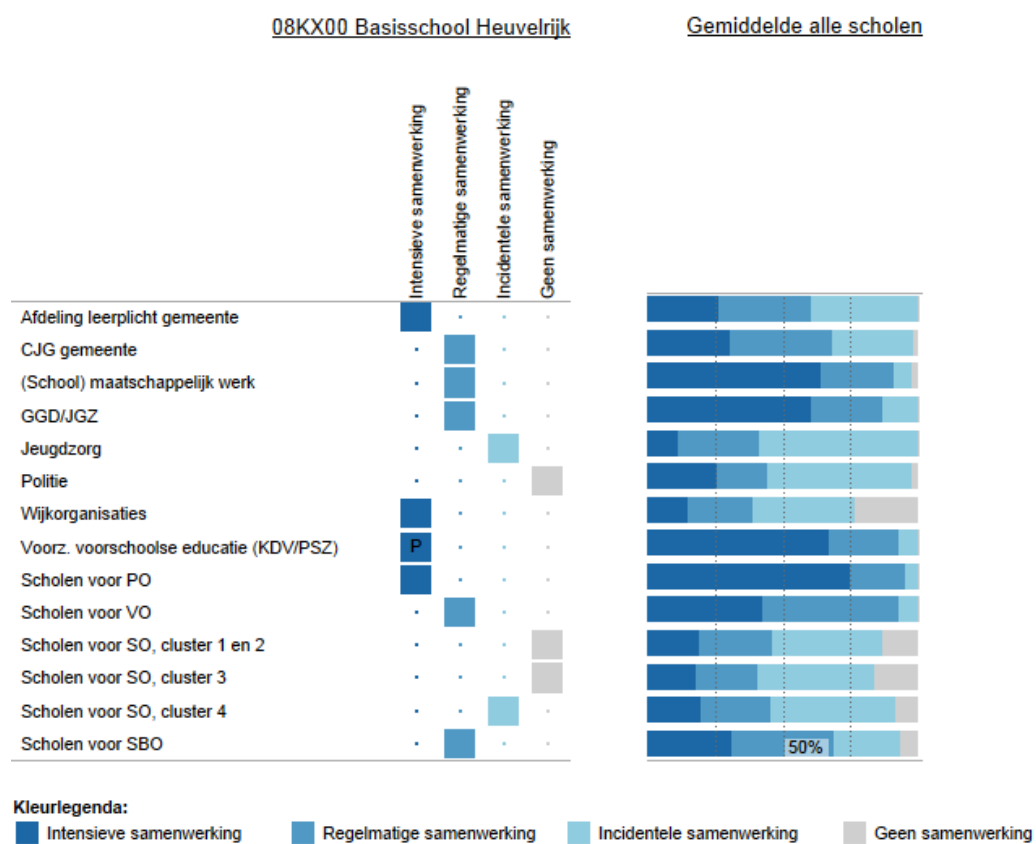 08KX00 Basisschool Heuvelrijk
Gemiddelde alle scholen
Intensieve samenwerking
Regelmatige samenwerking
Incidentele samenwerking
Geen samenwerking
Afdeling leerplicht gemeente
CJG gemeente
(School) maatschappelijk werk
GGD/JGZ
Jeugdzorg
Politie
Wijkorganisaties
Voorz. voorschoolse educatie (KDV/PSZ)
P
Scholen voor PO
Scholen voor VO
Scholen voor SO, cluster 1 en 2
Scholen voor SO, cluster 3
Scholen voor SO, cluster 4
Scholen voor SBO
50%
Kleurlegenda:
Intensieve samenwerking
Regelmatige samenwerking
Incidentele samenwerking
Geen samenwerking